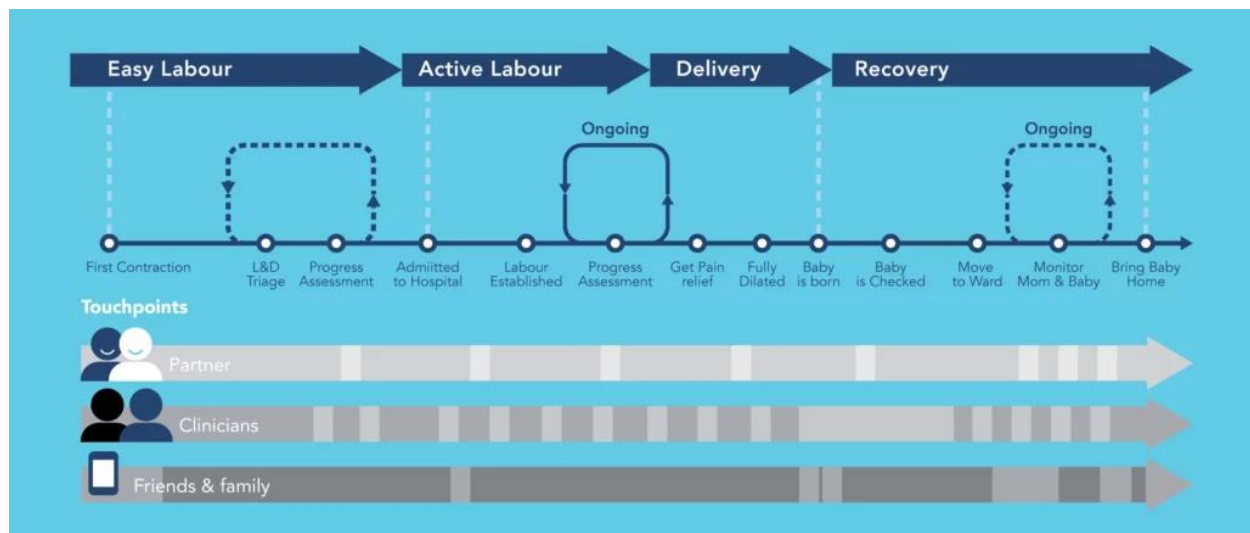 Easy Labour
Active Labour
Delivery
Recovery
Ongoing
Ongoing
First Contraction
L&D
Triage
Progress
Assessment
Admiitted
to Hospital
Labour
Established
Progress
Assessment
Get Pain
relief
Fully
Dilated
Baby
is born
Baby
is Checked
Move
to Ward
Monitor
Mom & Baby
Bring Baby
Home
Touchpoints
Partner
Clinicians
Friends & family